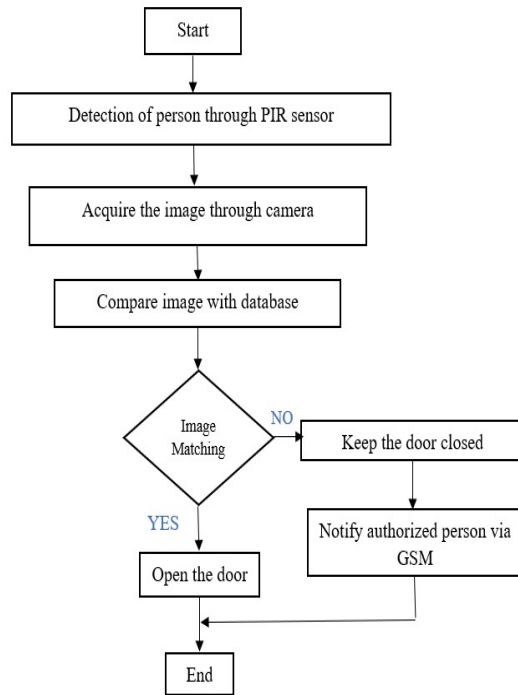 Start
Detection of person through PIR sensor
Acquire the image through camera
Compare image with database
Image
Matching
NO
Keep the door closed
YES
Notify authorized person via
GSM
Open the door
End